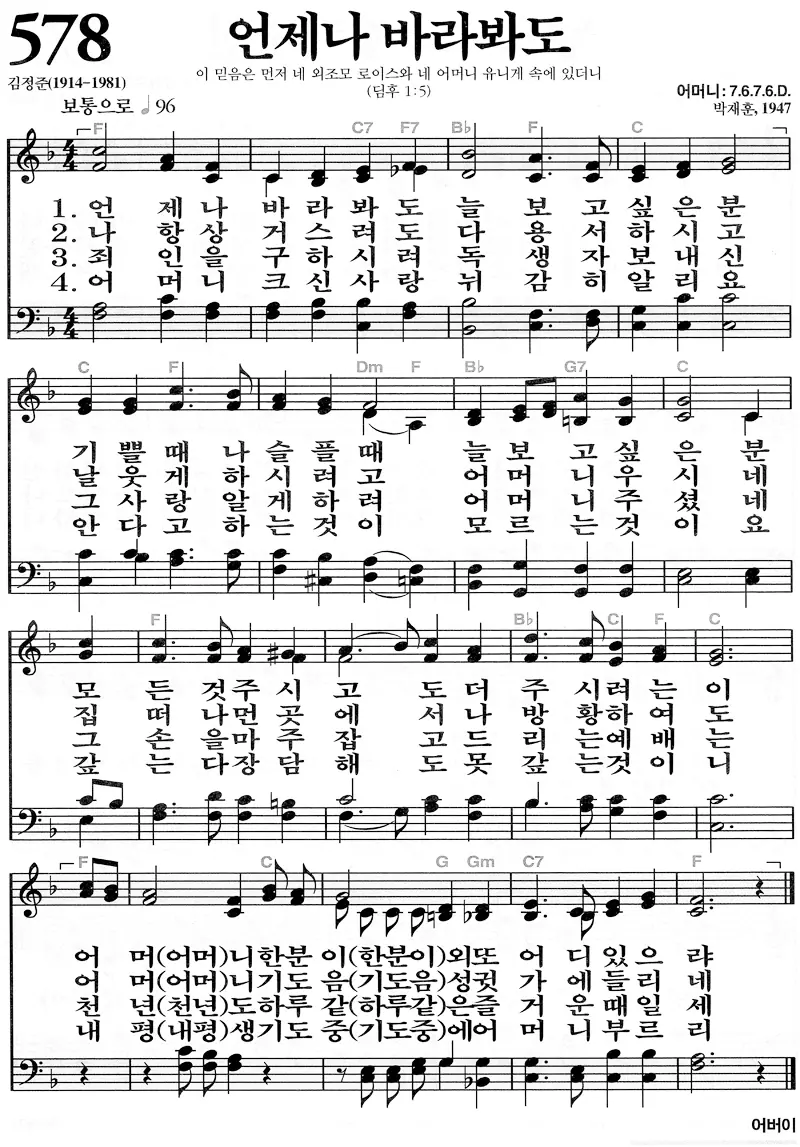 578
언제나 바라봐도
이 믿음은 먼저 네 외조모 로이스와 네 어머니 유니게 속에 있더니
(딤후 1:5)
김정준(1914-1981)
어머니 : 7.6.7.6.D.
보통으로 ♩96
박재훈, 1947
F C7 F7 B♭ F C
1. 언 제 나 바 라 봐 도 늘 보 고 싶 은 분
2. 나 항 상 거 스 려 도 다 용 서 하 시 고
3. 죄 인 을 구 하 시 려 독 생 자 보 내 신
4. 어 머 니 크 신 사 랑 뉘 감 히 알 리 요
C F Dm F B♭ G7 C
기 쁠 때 나 슬 플 때 늘 보 고 싶 은 분
날 웃 게 하 시 려 고 어 머 니 우 시 네
그 사 랑 알 게 하 려 어 머 니 주 셨 네
안 다 고 하 는 것 이 모 르 는 것 이 요
F B♭ C F C
모 든 것 주 시 고 도 더 주 시 려 는 이
집 떠 나 먼 곳 에 서 나 방 황 하 여 도
그 손 을 마 주 잡 고 드 리 는 예 배 는
갚 는 다 장 담 해 도 못 갚 는 것 이 니
F C G Gm C7 F
어 머(어머)니한분 이(한분이)외또 어 디 있 으 랴
어 머(어머)니기도 음(기도음)성귓 가 에 들 리 네
천 년(천년)도하루 같(하루같)은즐 거 운 때 일 세
내 평(내평)생기도 중(기도중)에어 머 니 부 르 리
어버이